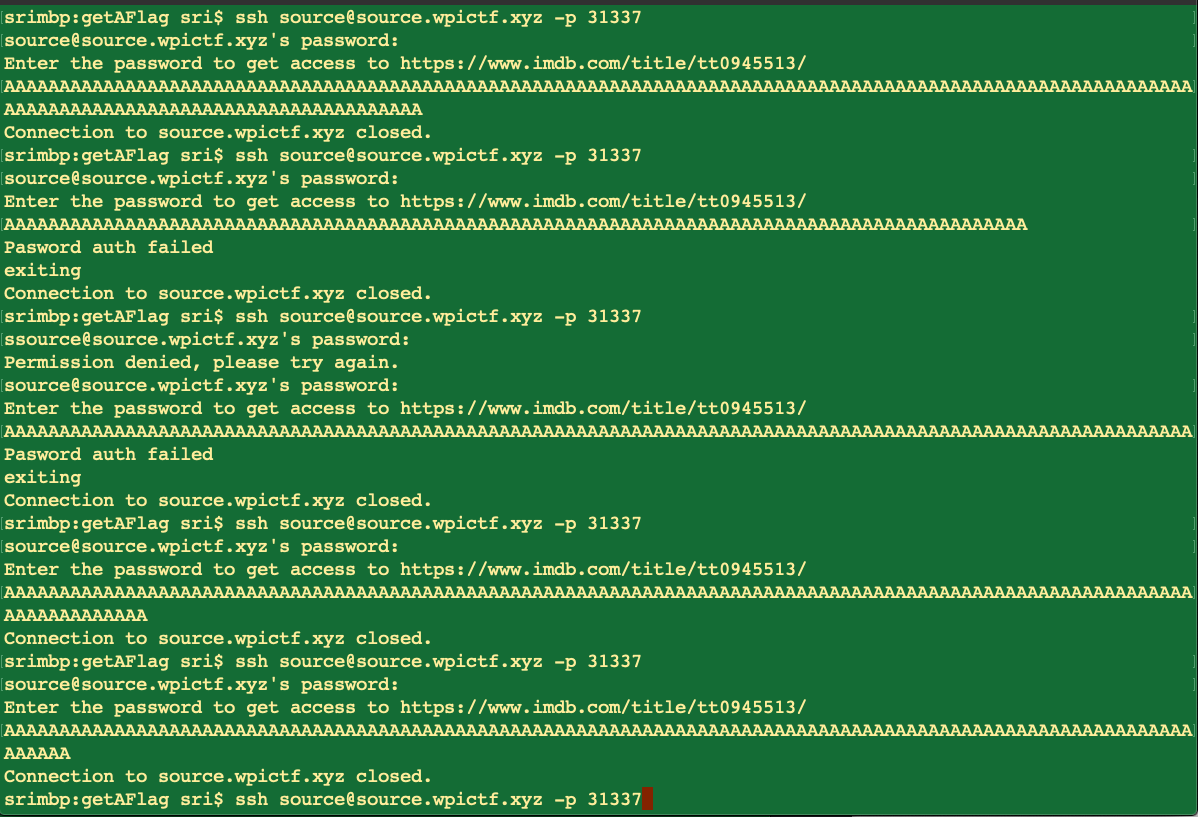 srimbp:getAFlag sri$ ssh source@source.wpictf.xyz -p 31337
source@source.wpictf.xyz's password:
Enter the password to get access to https://www.imdb.com/title/tt0945513/
AAAAAAAAAAAAAAAAAAAAAAAAAAAAAAAAAAAAAAAAAAAAAAAAAAAAAAAAAAAAAAAAAAAAAAAAAAAAAAAAAAAAAAAAAAAAAAAAAAAAAAAAAAAA
AAAAAAAAAAAAAAAAAAAAAAAAAAAAAAAAAAAAAA
Connection to source.wpictf.xyz closed.
srimbp:getAFlag sri$ ssh source@source.wpictf.xyz -p 31337
source@source.wpictf.xyz's password:
Enter the password to get access to https://www.imdb.com/title/tt0945513/
AAAAAAAAAAAAAAAAAAAAAAAAAAAAAAAAAAAAAAAAAAAAAAAAAAAAAAAAAAAAAAAAAAAAAAAAAAAAAAAAAAAAAAAAAAAAA
Pasword auth failed
exiting
Connection to source.wpictf.xyz closed.
srimbp:getAFlag sri$ ssh source@source.wpictf.xyz -p 31337
ssource@source.wpictf.xyz's password:
Permission denied, please try again.
source@source.wpictf.xyz's password:
Enter the password to get access to https://www.imdb.com/title/tt0945513/
AAAAAAAAAAAAAAAAAAAAAAAAAAAAAAAAAAAAAAAAAAAAAAAAAAAAAAAAAAAAAAAAAAAAAAAAAAAAAAAAAAAAAAAAAAAAAAAAAAAAAAAAAAAA
Pasword auth failed
exiting
Connection to source.wpictf.xyz closed.
srimbp:getAFlag sri$ ssh source@source.wpictf.xyz -p 31337
source@source.wpictf.xyz's password:
Enter the password to get access to https://www.imdb.com/title/tt0945513/
AAAAAAAAAAAAAAAAAAAAAAAAAAAAAAAAAAAAAAAAAAAAAAAAAAAAAAAAAAAAAAAAAAAAAAAAAAAAAAAAAAAAAAAAAAAAAAAAAAAAAAAAAAAA
AAAAAAAAAAAAA
Connection to source.wpictf.xyz closed.
srimbp:getAFlag sri$ ssh source@source.wpictf.xyz -p 31337
source@source.wpictf.xyz's password:
Enter the password to get access to https://www.imdb.com/title/tt0945513/
AAAAAAAAAAAAAAAAAAAAAAAAAAAAAAAAAAAAAAAAAAAAAAAAAAAAAAAAAAAAAAAAAAAAAAAAAAAAAAAAAAAAAAAAAAAAAAAAAAAAAAAAAAAA
AAAAAA
Connection to source.wpictf.xyz closed.
srimbp:getAFlag sri$ ssh source@source.wpictf.xyz -p 31337